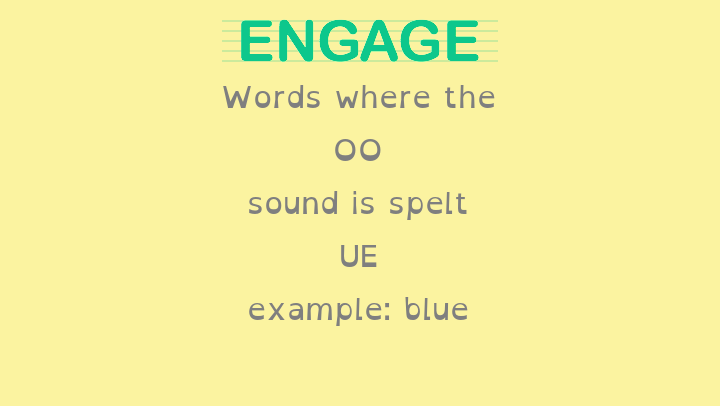 ENGAGE
Words where the
OO
sound is spelt
UE
example: blue